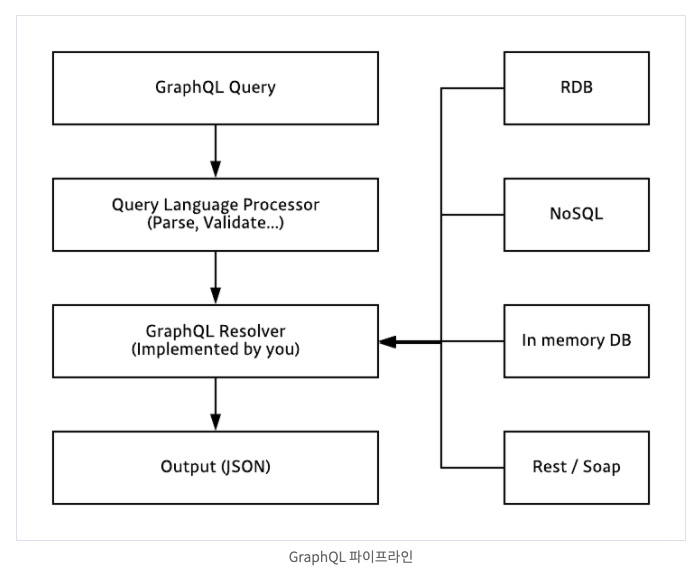 GraphQL Query
Query Language Processor
(Parse, Validate...)
GraphQL Resolver
(Implemented by you)
Output (JSON)
RDB
NoSQL
In memory DB
Rest / Soap
GraphQL 파이프라인